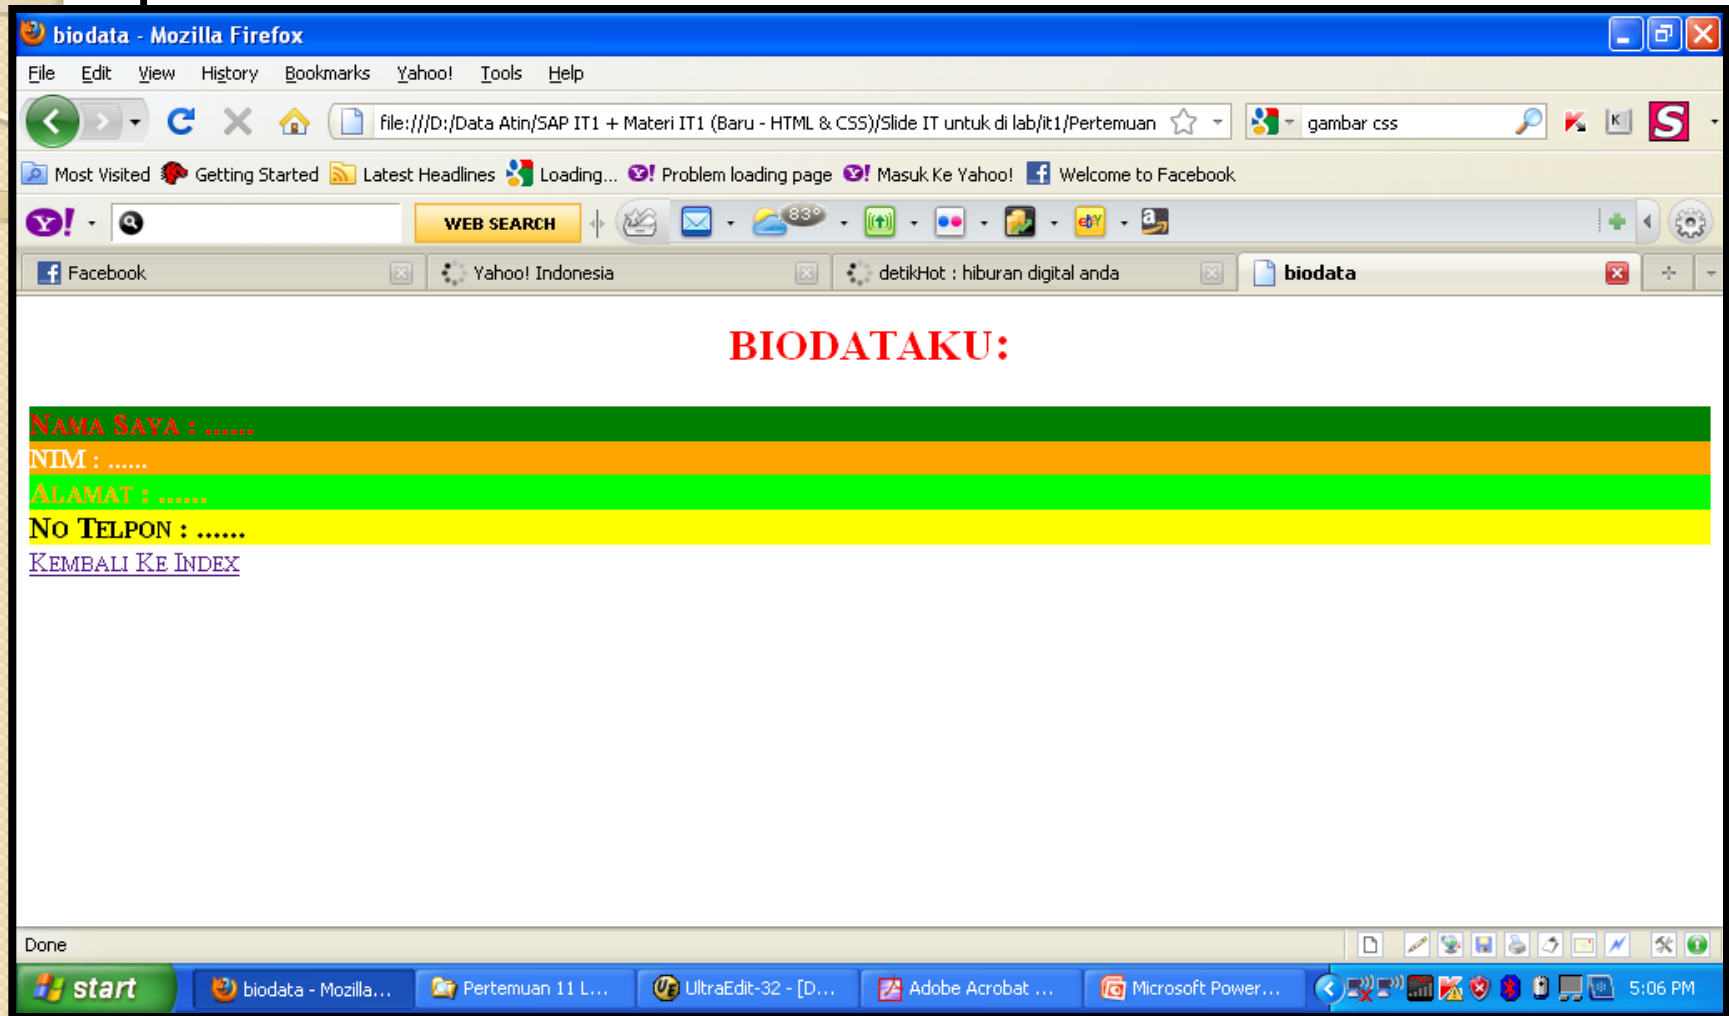 biodata - Mozilla Firefox
File Edit View History Bookmarks Yahoo! Tools Help
file:///D:/Data Atin/SAP IT1 + Materi IT1 (Baru - HTML & CSS)/Slide IT untuk di lab/it1/Pertemuan
gambar css
Most Visited Getting Started Latest Headlines Loading... Problem loading page Masuk Ke Yahoo! Welcome to Facebook
Y! WEB SEARCH 83°
Facebook Yahoo! Indonesia detikHot : hiburan digital anda biodata
BIODATAKU:
Nama Saya : ......
NIM : ......
Alamat : ......
No Telpon : ......
Kembali Ke Index
Done
start biodata - Mozilla... Pertemuan 11 L... UltraEdit-32 - [D... Adobe Acrobat ... Microsoft Power... 5:06 PM